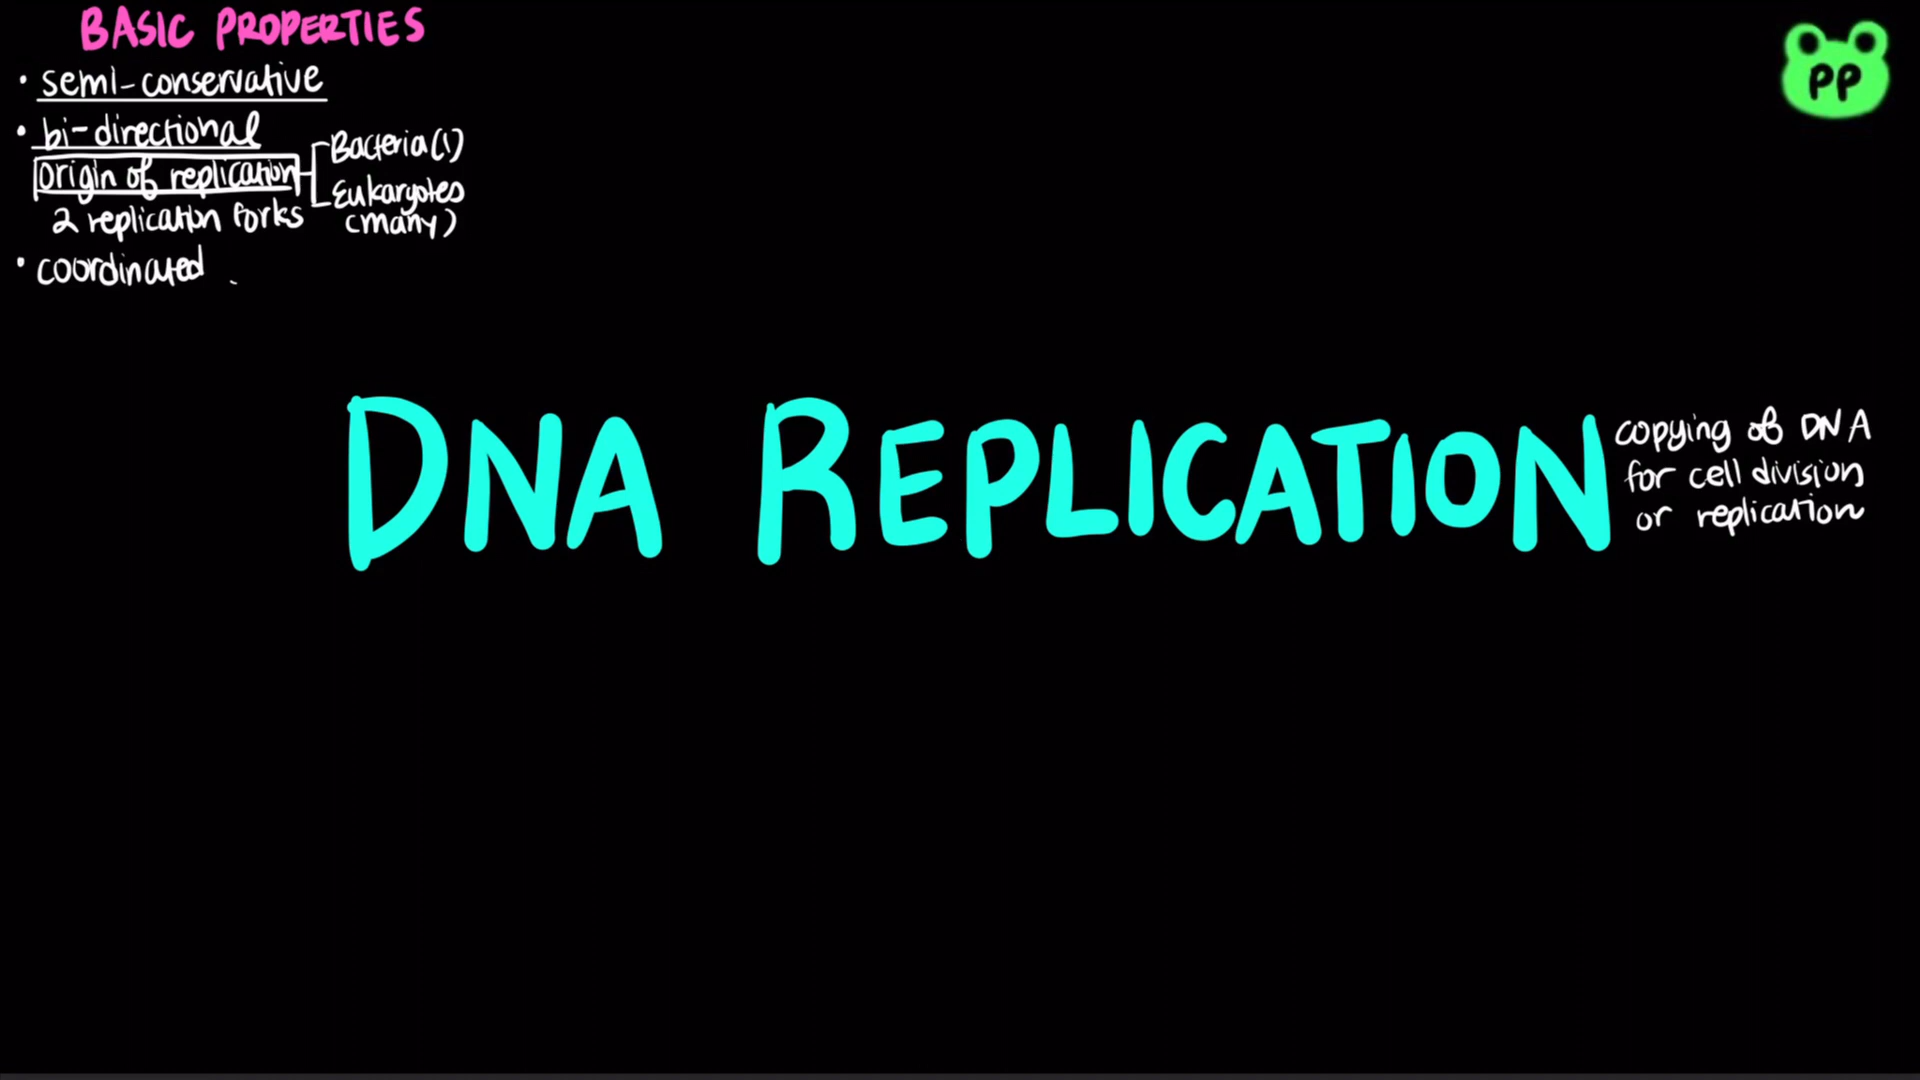 BASIC PROPERTIES
• semi-conservative
• bi-directional
origin of replication
Bacteria (1)
Eukaryotes
(many)
2 replication forks
• coordinated
PP
DNA REPLICATION
copying of DNA
for cell division
or replication